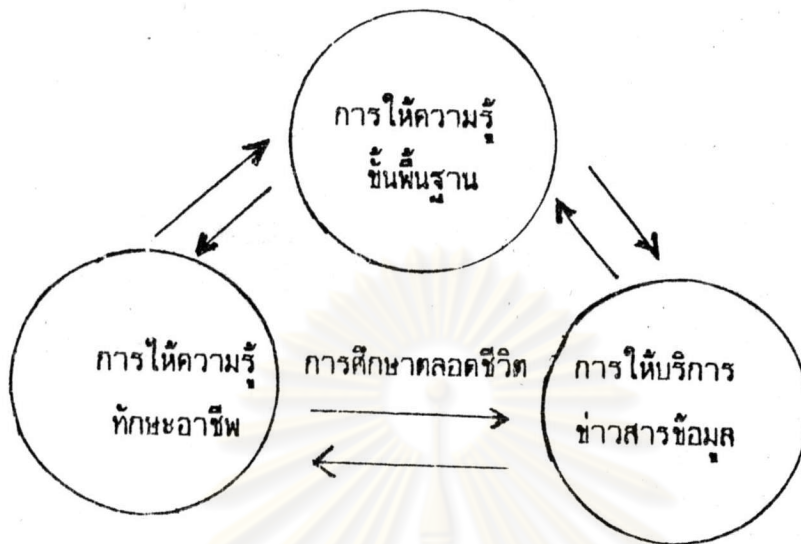 การให้ความรู้
ขั้นพื้นฐาน
การให้ความรู้
ทักษะอาชีพ
การศึกษาตลอดชีวิต
การให้บริการ
ข่าวสารข้อมูล